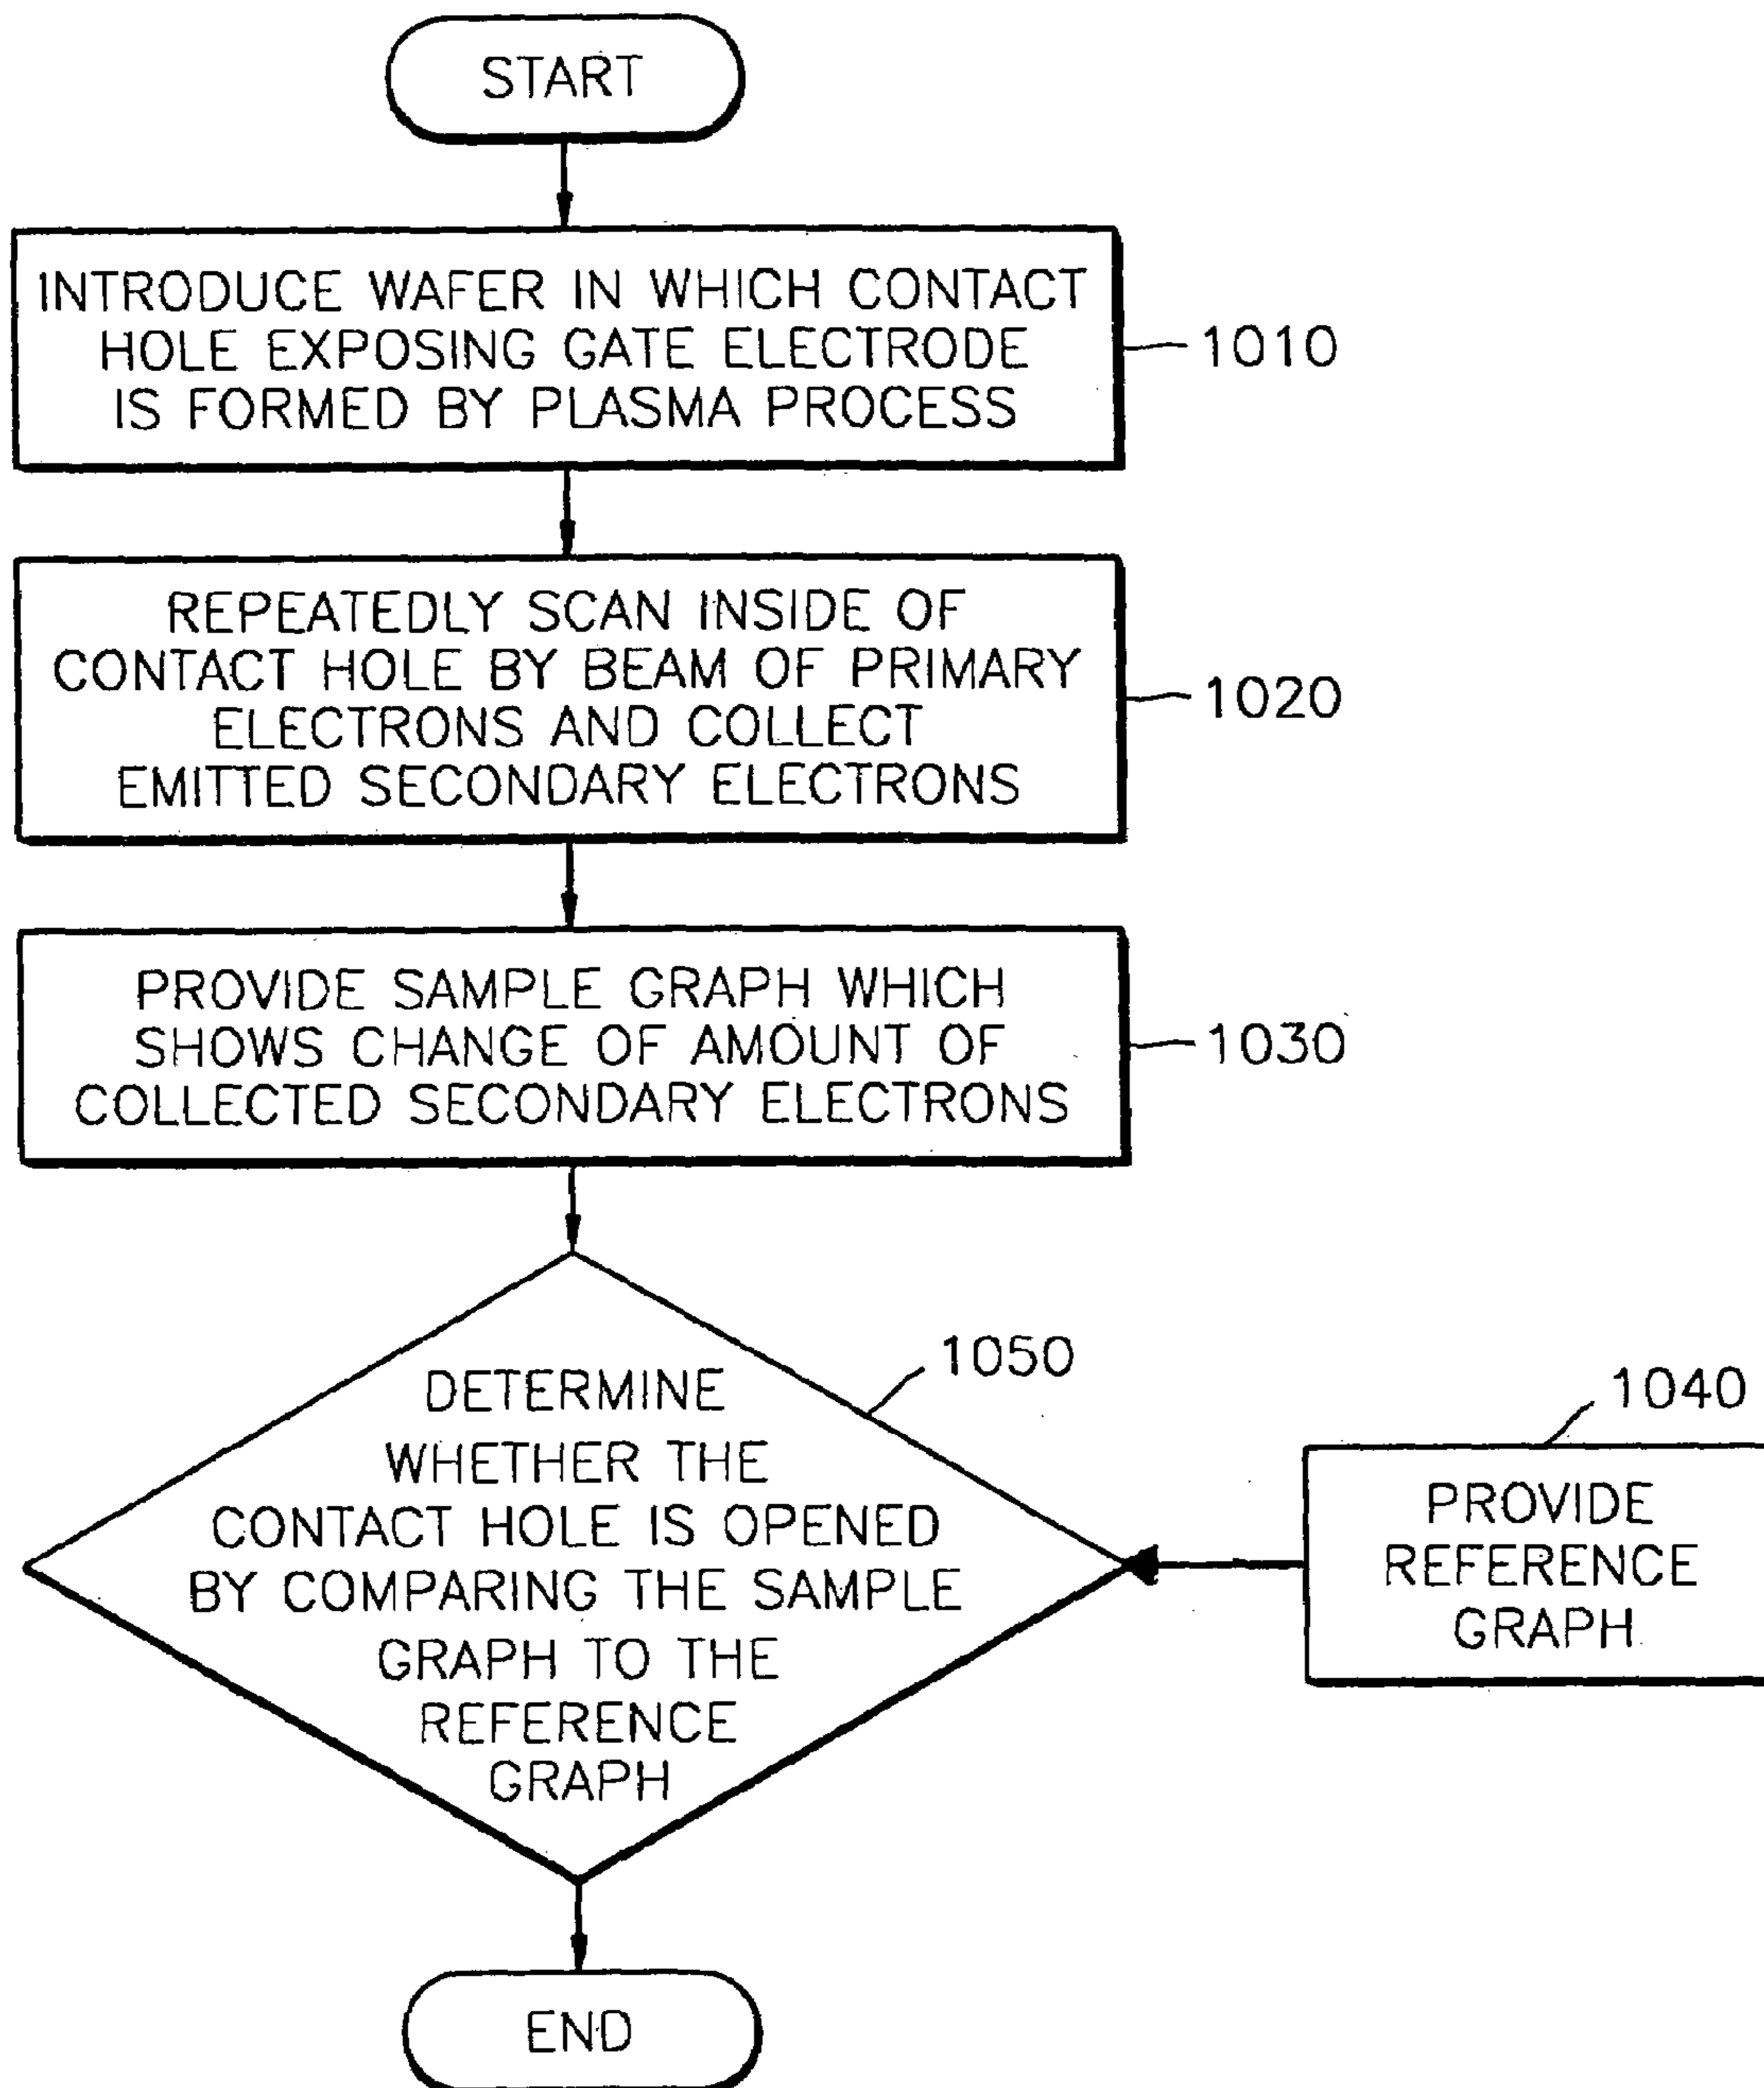 START
INTRODUCE WAFER IN WHICH CONTACT
HOLE EXPOSING GATE ELECTRODE
IS FORMED BY PLASMA PROCESS
1010
REPEATEDLY SCAN INSIDE OF
CONTACT HOLE BY BEAM OF PRIMARY
ELECTRONS AND COLLECT
EMITTED SECONDARY ELECTRONS
1020
PROVIDE SAMPLE GRAPH WHICH
SHOWS CHANGE OF AMOUNT OF
COLLECTED SECONDARY ELECTRONS
1030
DETERMINE
WHETHER THE
CONTACT HOLE IS OPENED
BY COMPARING THE SAMPLE
GRAPH TO THE
REFERENCE
GRAPH
1050
1040
PROVIDE
REFERENCE
GRAPH
END